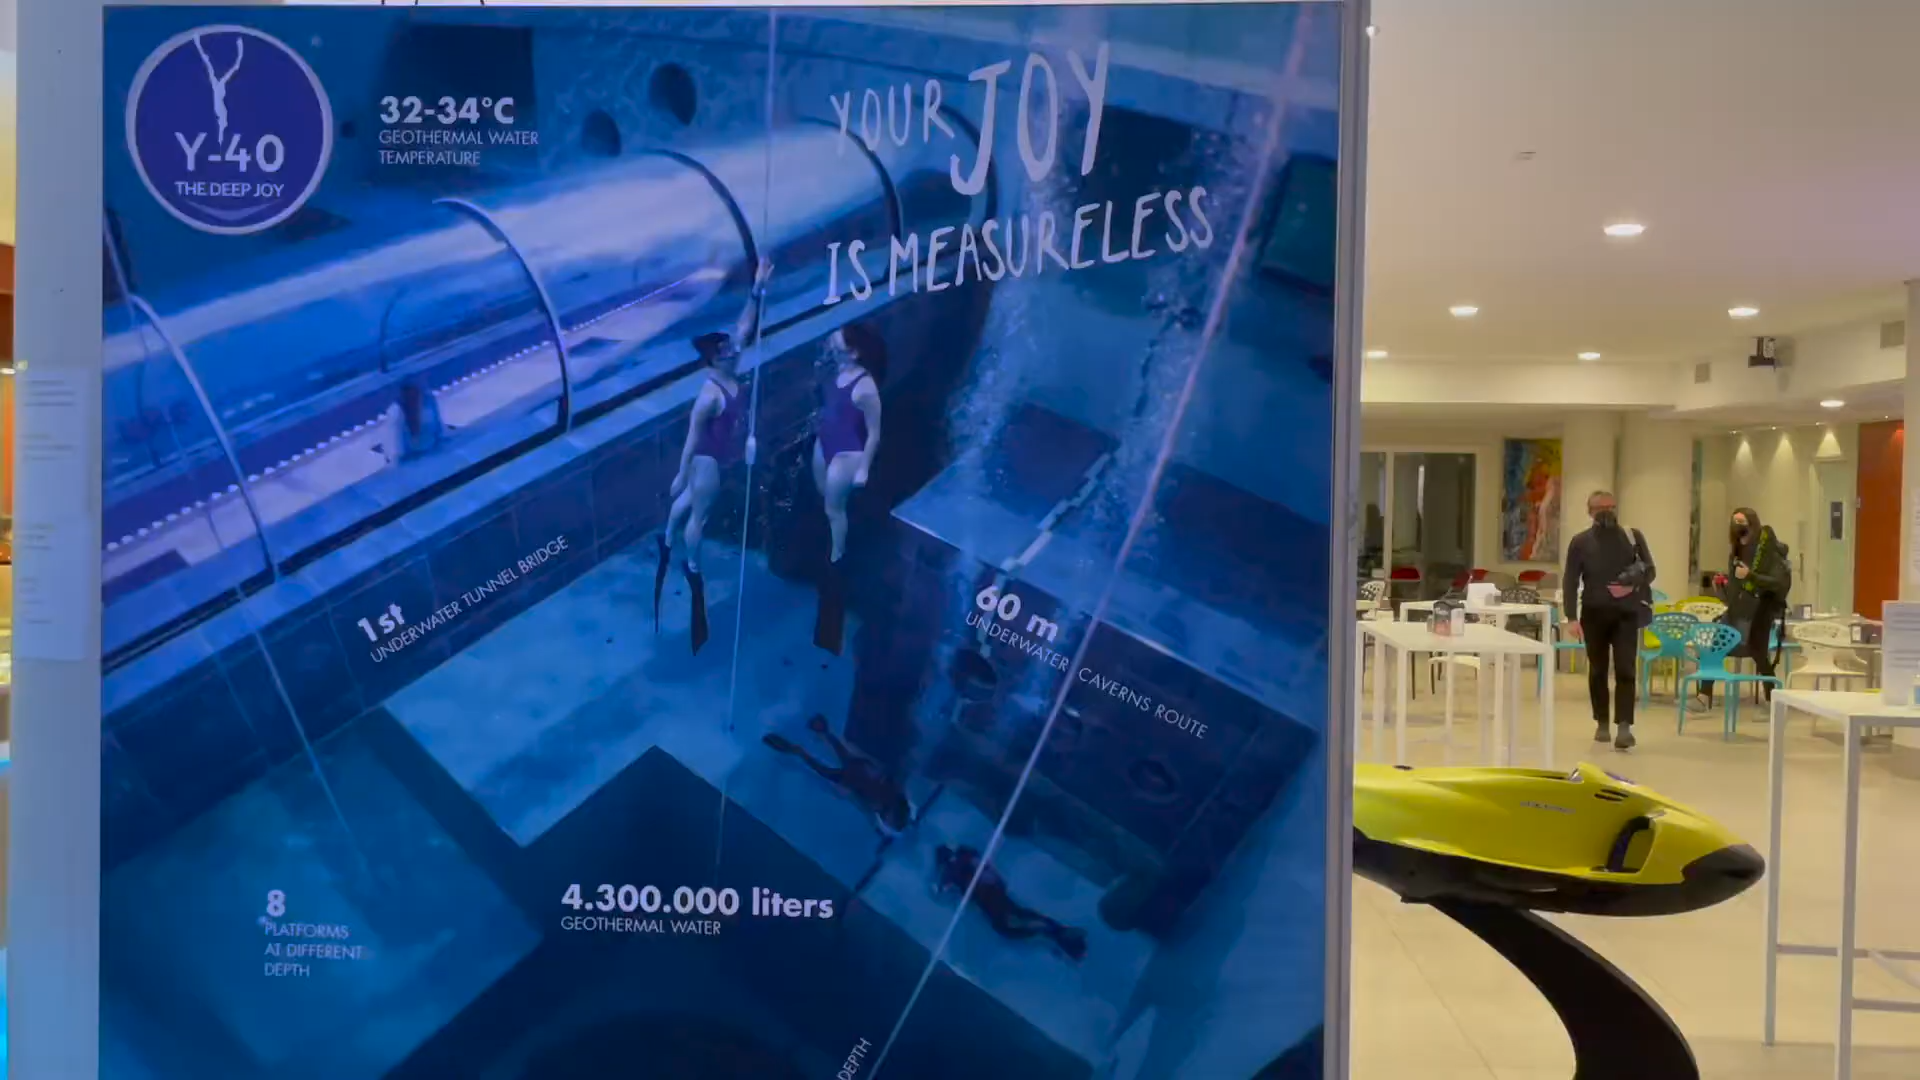 Y-40
THE DEEP JOY
32-34°C
GEOTHERMAL WATER
TEMPERATURE
YOUR JOY
IS MEASURELESS
1st
UNDERWATER TUNNEL BRIDGE
60 m
UNDERWATER CAVERNS ROUTE
8
PLATFORMS
AT DIFFERENT
DEPTH
4.300.000 liters
GEOTHERMAL WATER
DEPTH